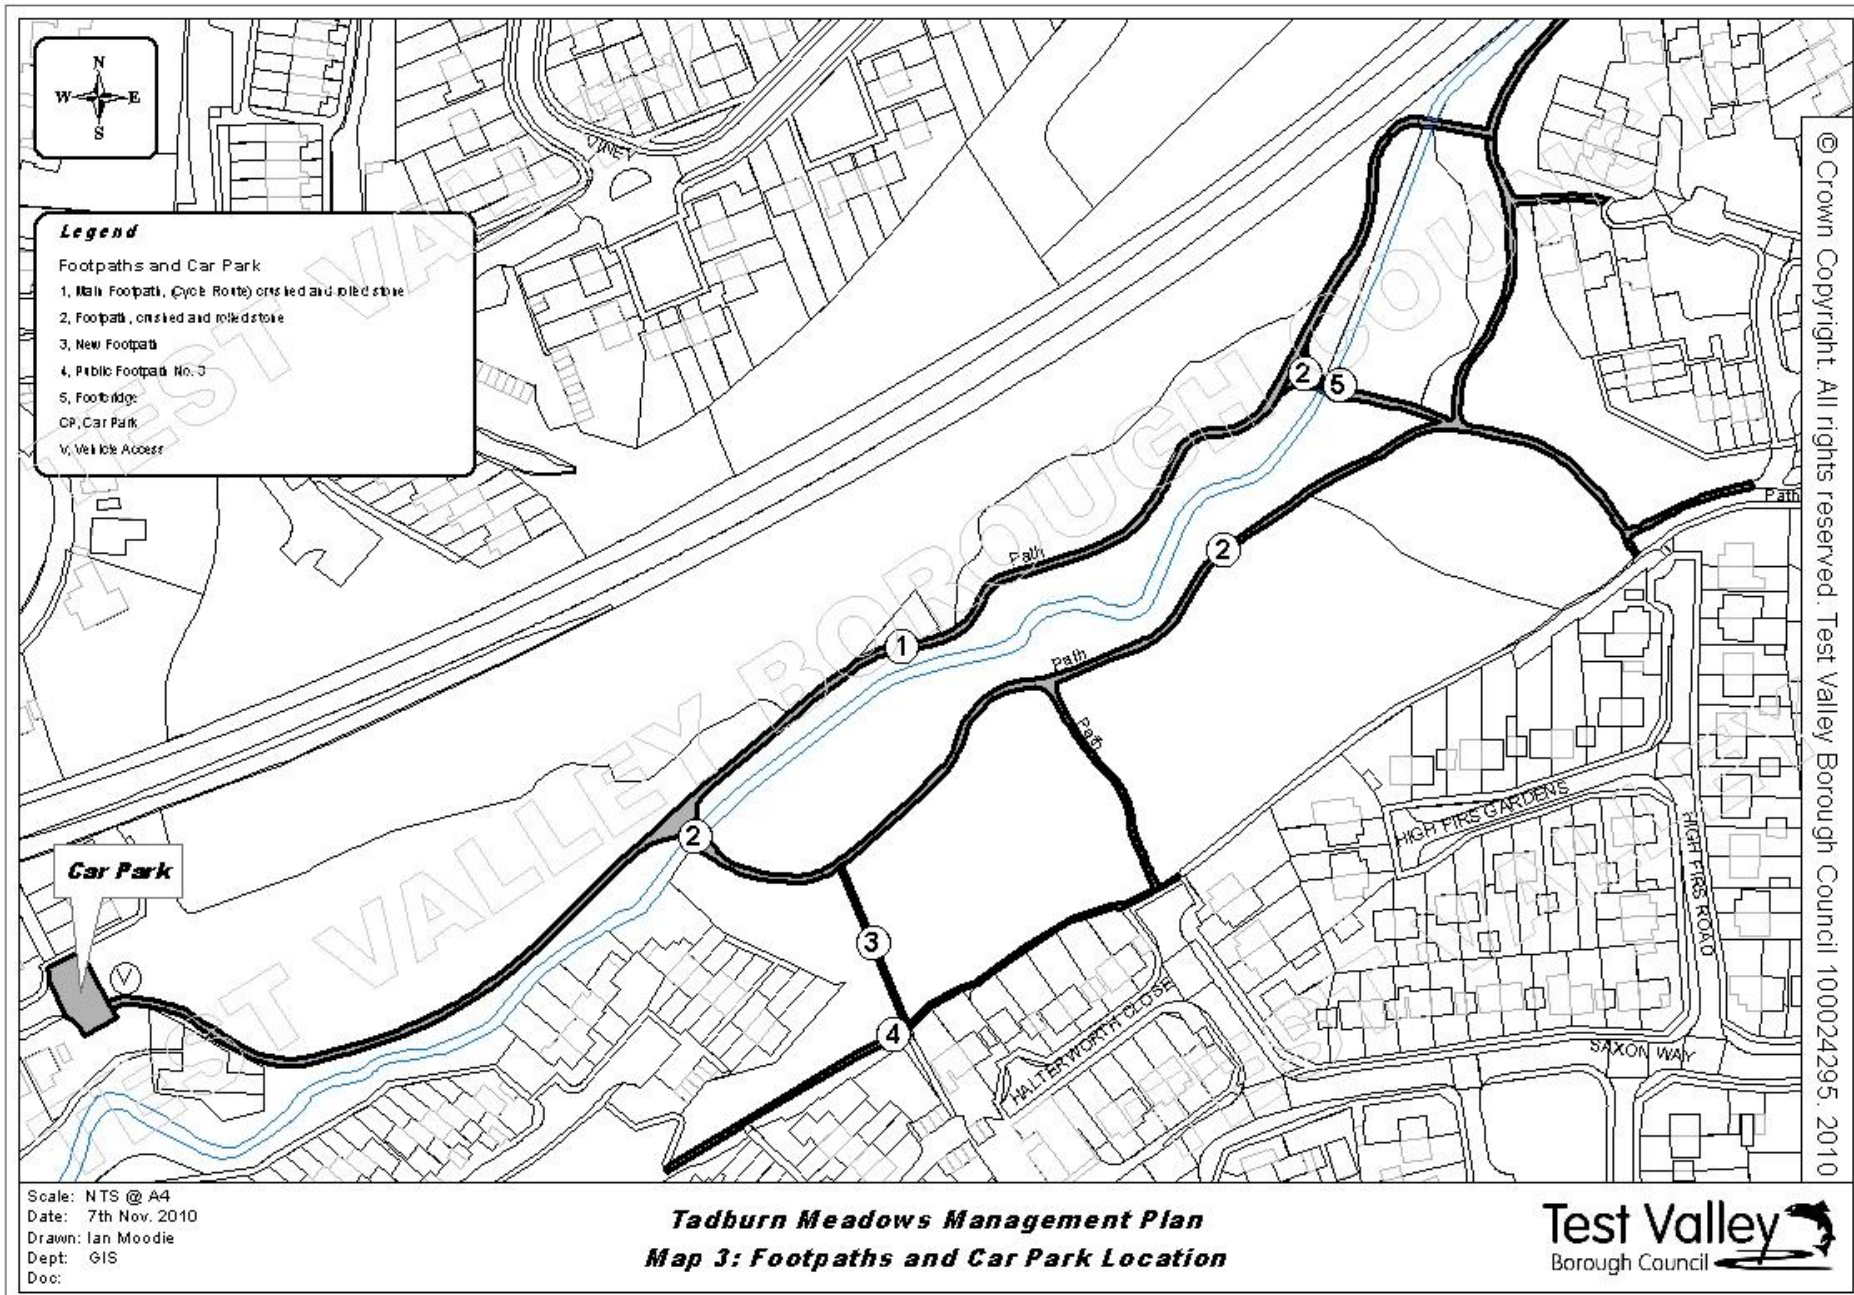 N
W E
S
Legend
Footpaths and Car Park
1, Main Footpath, (Cycle Route) crushed and rolled stone
2, Footpath, crushed and rolled stone
3, New Footpath
4, Public Footpath No. 3
5, Footbridge
CP, Car Park
V, Vehicle Access
VINEY
TEST VALLEY BOROUGH COUNCIL
TEST VALLEY BOROUGH COUNCIL
2
5
Path
Path
2
1
Path
Path
2
HIGH FIRS GARDENS
HIGH FIRS ROAD
Car Park
V
3
4
HALTERWORTH CLOSE
SAXON WAY
© Crown Copyright. All rights reserved. Test Valley Borough Council 100024295. 2010
Scale: NTS @ A4
Date: 7th Nov. 2010
Drawn: Ian Moodie
Dept: GIS
Doc:
Tadburn Meadows Management Plan
Map 3: Footpaths and Car Park Location
Test Valley
Borough Council